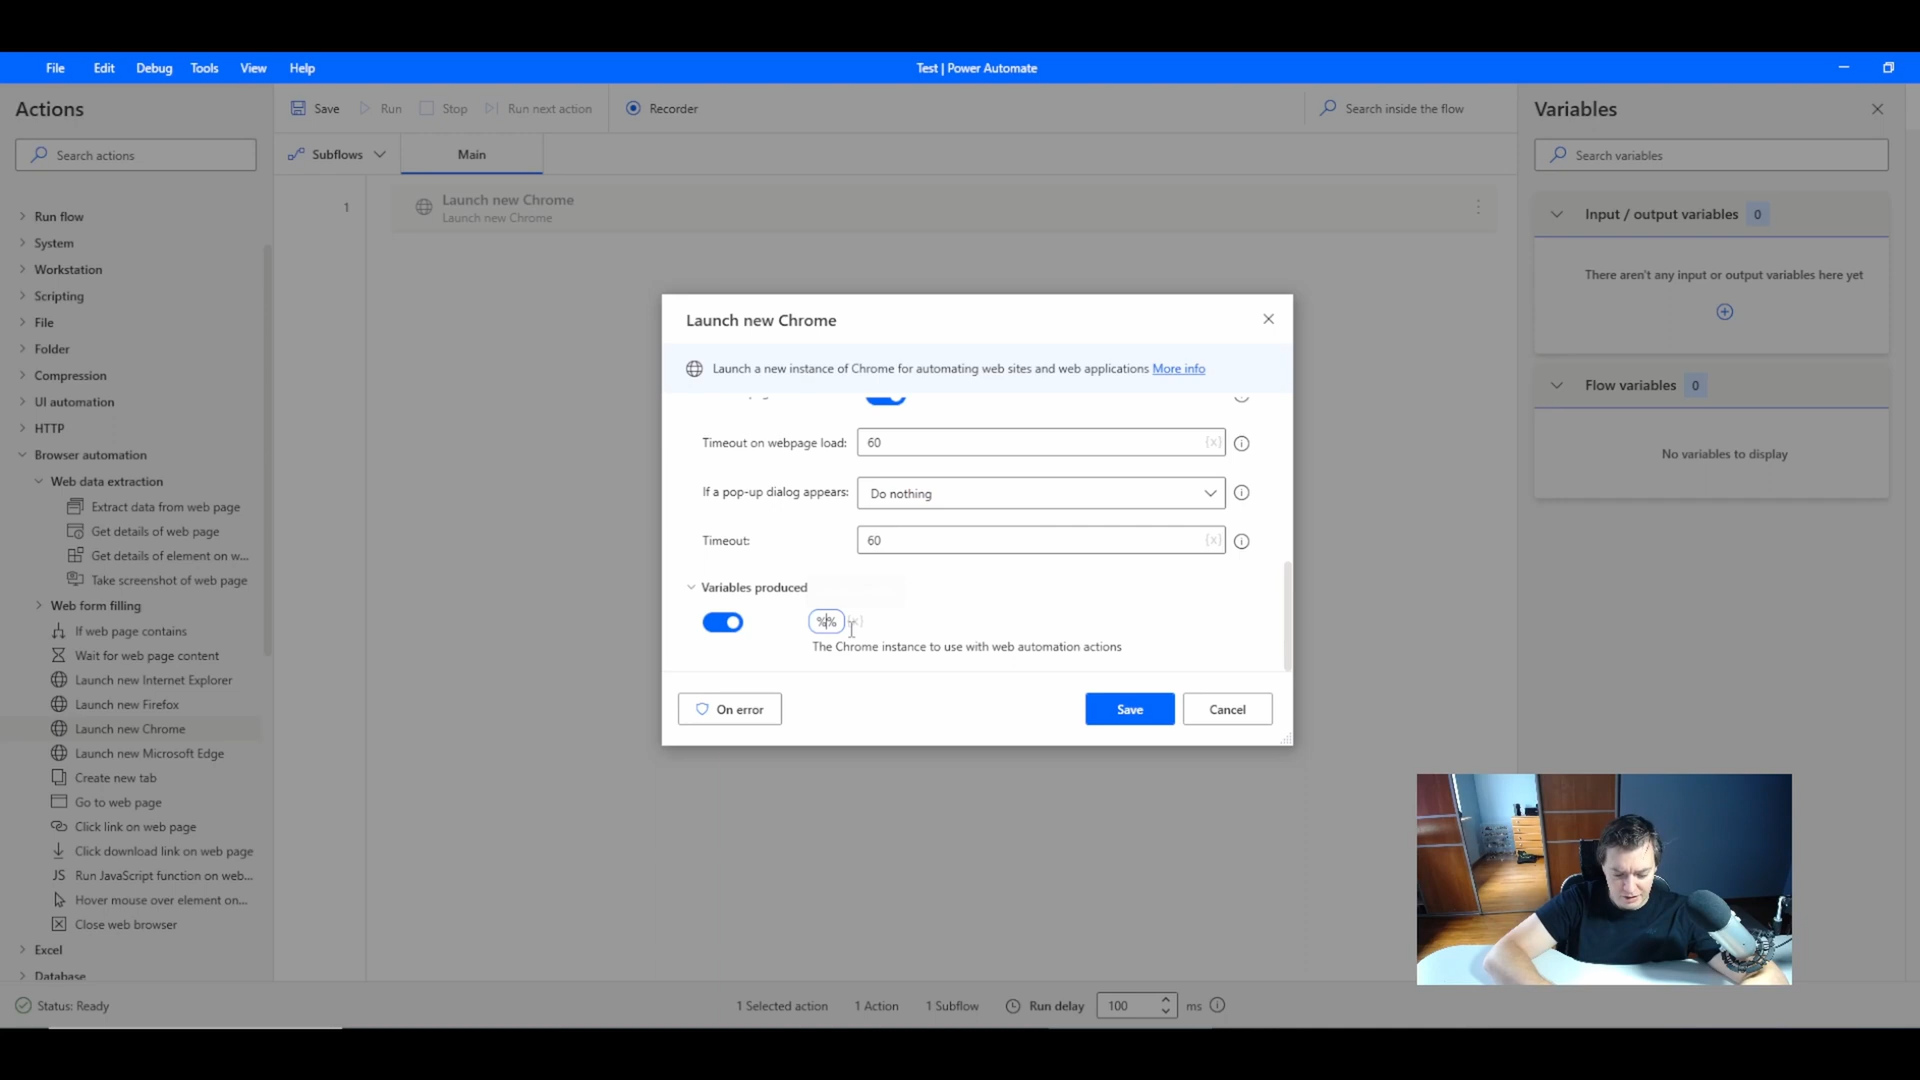 File Edit Debug Tools View Help
Test | Power Automate
Actions
Search actions
Run flow
System
Workstation
Scripting
File
Folder
Compression
UI automation
HTTP
Browser automation
Web data extraction
Extract data from web page
Get details of web page
Get details of element on w...
Take screenshot of web page
Web form filling
If web page contains
Wait for web page content
Launch new Internet Explorer
Launch new Firefox
Launch new Chrome
Launch new Microsoft Edge
Create new tab
Go to web page
Click link on web page
Click download link on web page
JS Run JavaScript function on web...
Hover mouse over element on...
Close web browser
Excel
Database
Save Run Stop Run next action Recorder
Search inside the flow
Subflows Main
1
Launch new Chrome
Launch new Chrome
Launch new Chrome
Launch a new instance of Chrome for automating web sites and web applications More info
Timeout on webpage load: 60 {x}
If a pop-up dialog appears: Do nothing
Timeout: 60 {x}
Variables produced
%% {x}
The Chrome instance to use with web automation actions
On error Save Cancel
Variables
Search variables
Input / output variables 0
There aren't any input or output variables here yet
Flow variables 0
No variables to display
Status: Ready 1 Selected action 1 Action 1 Subflow Run delay 100 ms